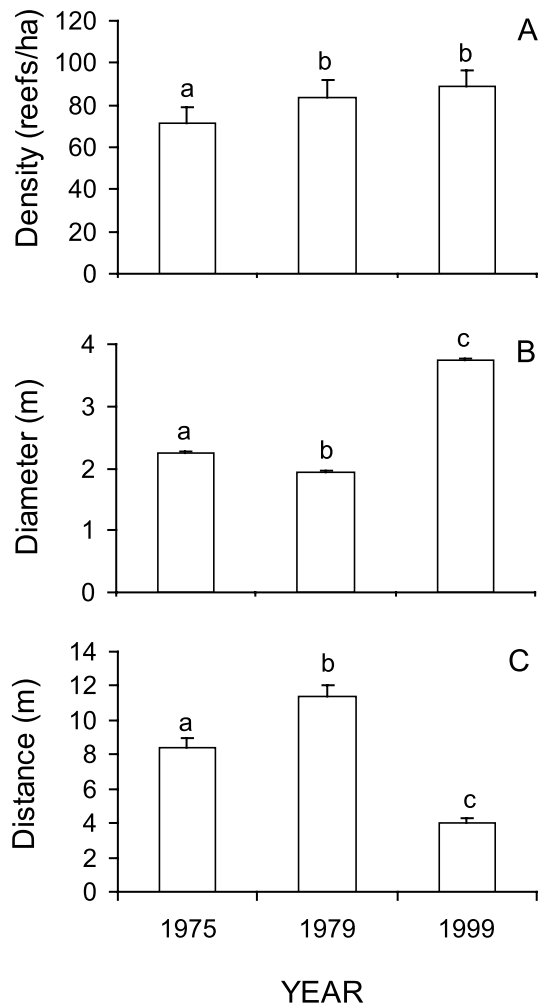 A
Density (reefs/ha)
120
100
80
60
40
20
0
a
b
b
B
Diameter (m)
4
3
2
1
0
a
b
c
C
Distance (m)
14
12
10
8
6
4
2
0
a
b
c
1975 1979 1999
YEAR